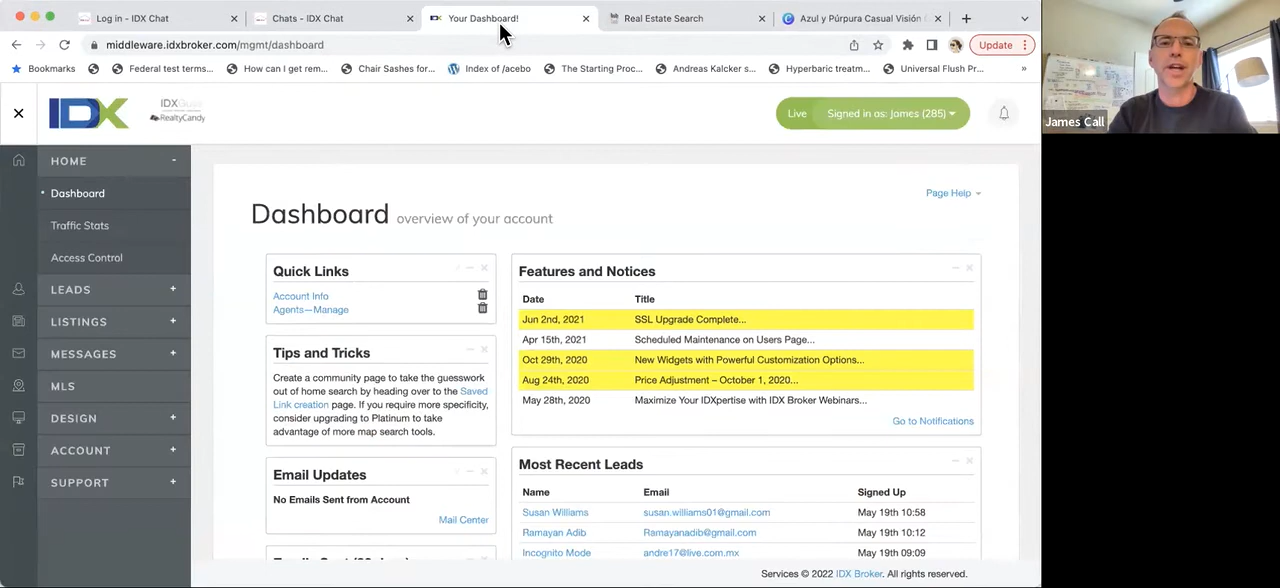 Log in - IDX Chat
Chats - IDX Chat
Your Dashboard!
Real Estate Search
Azul y Púrpura Casual Visión
middleware.idxbroker.com/mgmt/dashboard
Update
Bookmarks
Federal test terms...
How can I get rem...
Chair Sashes for...
Index of /acebo
The Starting Proc...
Andreas Kalcker s...
Hyperbaric treatm...
Universal Flush Pr...
»
James Call
IDX
RealtyCandy
Live Signed in as: James (285)
HOME -
Dashboard
Traffic Stats
Access Control
LEADS +
LISTINGS +
MESSAGES +
MLS
DESIGN +
ACCOUNT +
SUPPORT +
Page Help
Dashboard overview of your account
Quick Links
Account Info
Agents—Manage
Tips and Tricks
Create a community page to take the guesswork
out of home search by heading over to the Saved
Link creation page. If you require more specificity,
consider upgrading to Platinum to take
advantage of more map search tools.
Email Updates
No Emails Sent from Account
Mail Center
Features and Notices
Date Title
Jun 2nd, 2021 SSL Upgrade Complete...
Apr 15th, 2021 Scheduled Maintenance on Users Page...
Oct 29th, 2020 New Widgets with Powerful Customization Options...
Aug 24th, 2020 Price Adjustment – October 1, 2020...
May 28th, 2020 Maximize Your IDXpertise with IDX Broker Webinars...
Go to Notifications
Most Recent Leads
Name Email Signed Up
Susan Williams susan.williams01@gmail.com May 19th 10:58
Ramayan Adib Ramayanadib@gmail.com May 19th 10:12
Incognito Mode andre17@live.com.mx May 19th 09:09
Services © 2022 IDX Broker. All rights reserved.